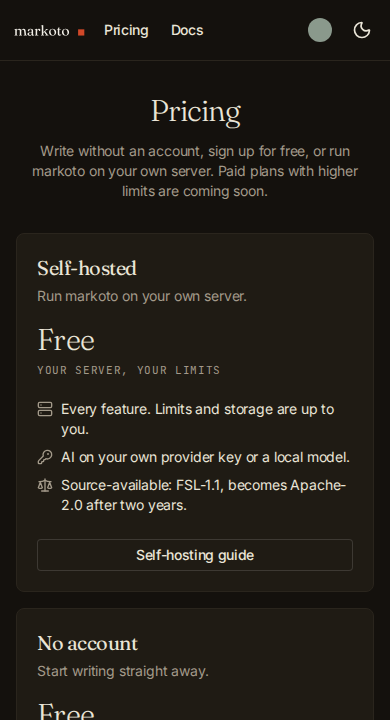 markoto
Pricing
Docs
Pricing
Write without an account, sign up for free, or run
markoto on your own server. Paid plans with higher
limits are coming soon.
Self-hosted
Run markoto on your own server.
Free
YOUR SERVER, YOUR LIMITS
Every feature. Limits and storage are up to
you.
AI on your own provider key or a local model.
Source-available: FSL-1.1, becomes Apache-
2.0 after two years.
Self-hosting guide
No account
Start writing straight away.
Free